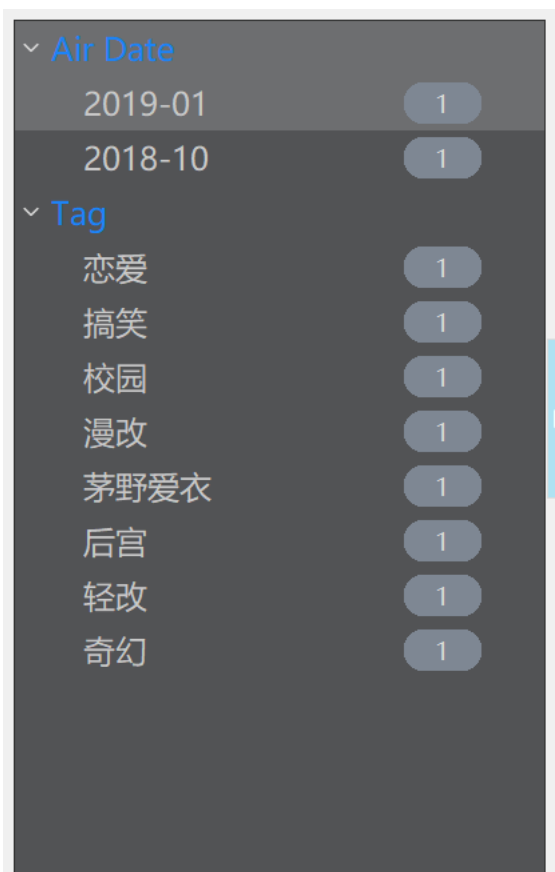 Air Date
2019-01 1
2018-10 1
Tag
恋爱 1
搞笑 1
校园 1
漫改 1
茅野爱衣 1
后宫 1
轻改 1
奇幻 1